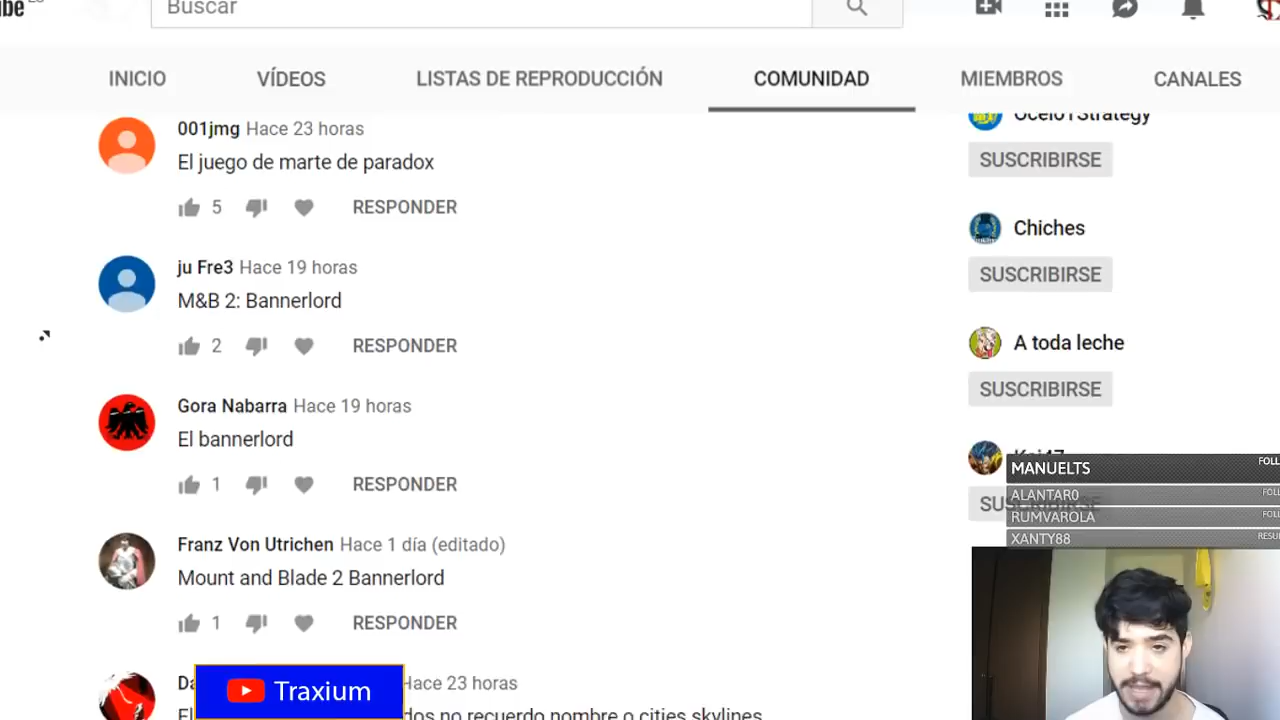 Buscar
INICIO VÍDEOS LISTAS DE REPRODUCCIÓN COMUNIDAD MIEMBROS CANALES
001jmg Hace 23 horas
El juego de marte de paradox
5 RESPONDER
ju Fre3 Hace 19 horas
M&B 2: Bannerlord
2 RESPONDER
Gora Nabarra Hace 19 horas
El bannerlord
1 RESPONDER
Franz Von Utrichen Hace 1 día (editado)
Mount and Blade 2 Bannerlord
1 RESPONDER
Hace 23 horas
no recuerdo nombre o cities skylines
Traxium
SUSCRIBIRSE
Chiches
SUSCRIBIRSE
A toda leche
SUSCRIBIRSE
MANUELTS
ALANTAR0
RUMVAROLA
XANTY88